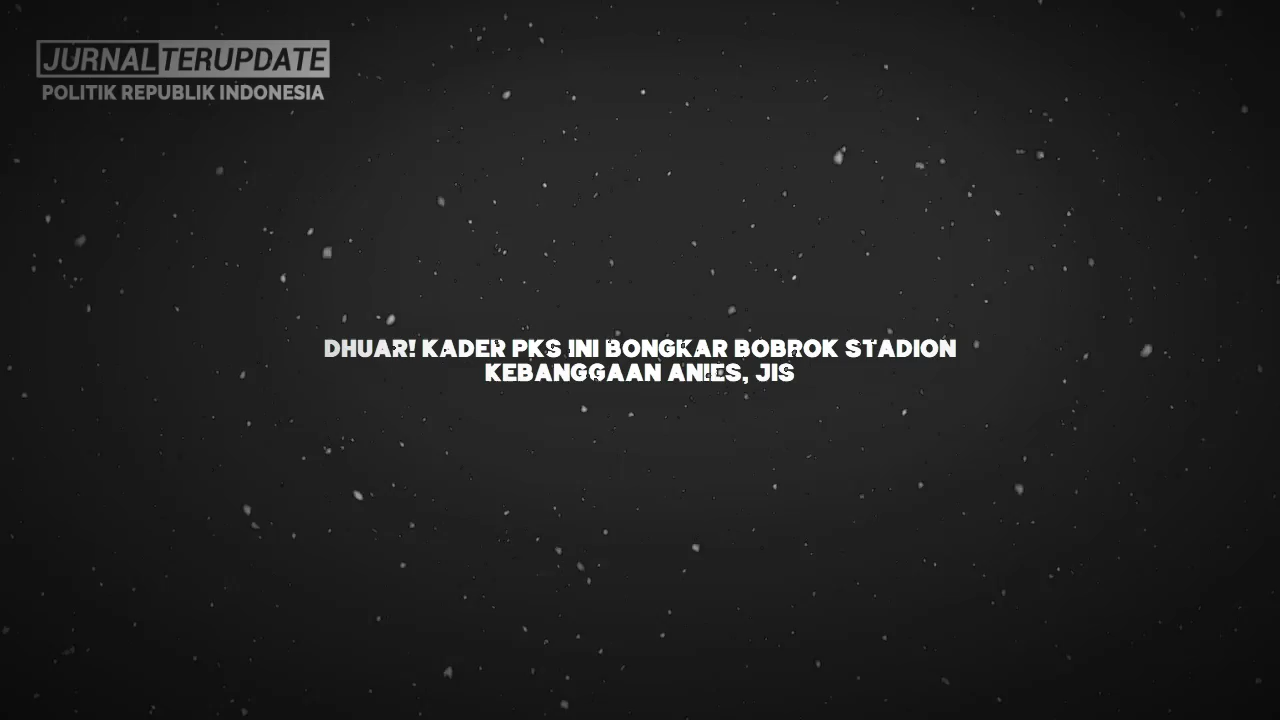 JURNALTERUPDATE
POLITIK REPUBLIK INDONESIA
DHUAR! KADER PKS INI BONGKAR BOBROK STADION
KEBANGGAAN ANIES, JIS